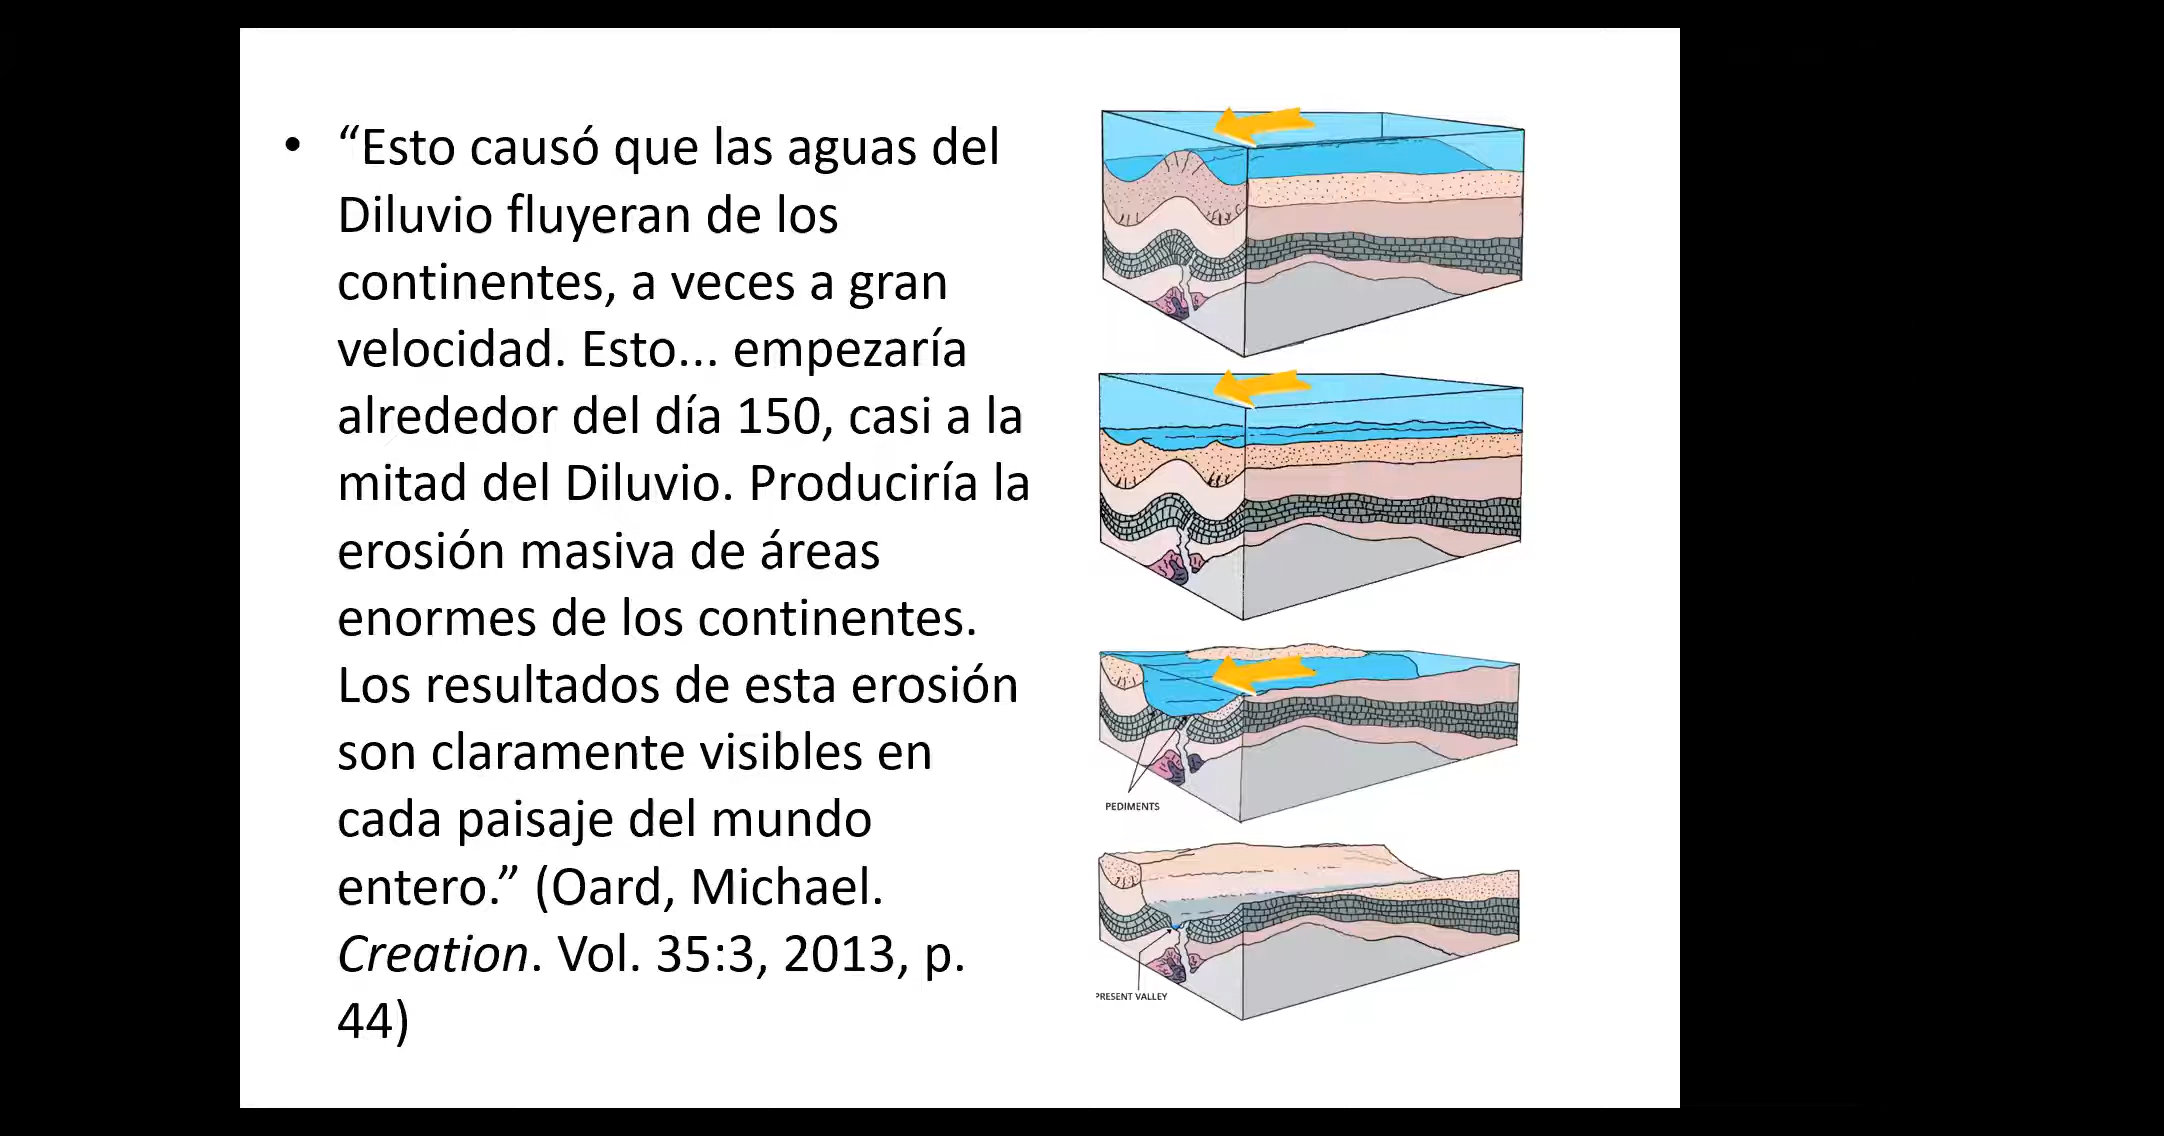 • “Esto causó que las aguas del
Diluvio fluyeran de los
continentes, a veces a gran
velocidad. Esto... empezaría
alrededor del día 150, casi a la
mitad del Diluvio. Produciría la
erosión masiva de áreas
enormes de los continentes.
Los resultados de esta erosión
son claramente visibles en
cada paisaje del mundo
entero.” (Oard, Michael.
Creation. Vol. 35:3, 2013, p.
44)
PEDIMENTS
PRESENT VALLEY